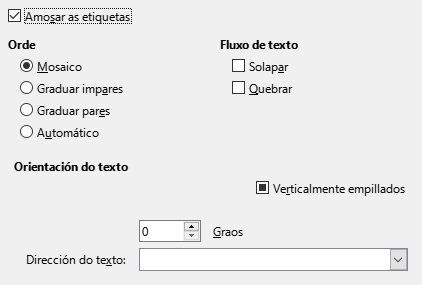 Amosar as etiquetas
Orde
Fluxo de texto
Mosaico
Solapar
Graduar impares
Quebrar
Graduar pares
Automático
Orientación do texto
Verticalmente empillados
0
Graos
Dirección do texto: